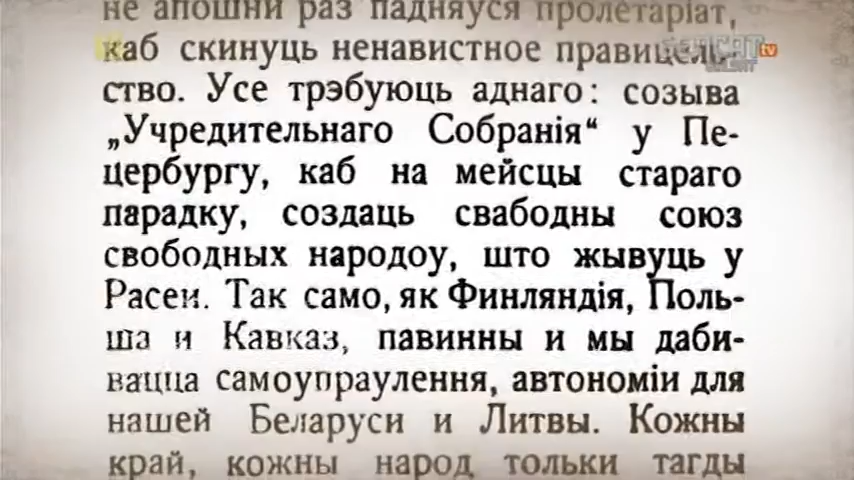 не апошни раз падняуся пролетаріат,
каб скинуць ненавистное правицель-
ство. Усе трэбуюць аднаго: созыва
„Учредительнаго Собранія“ у Пе-
цербургу, каб на мейсцы стараго
парадку, создаць свабодны союз
свободных народоу, што жывуць у
Расеи. Так само, як Финляндія, Поль-
ша и Кавказ, павинны и мы даби-
вацца самоупраулення, автономіи для
нашей Беларуси и Литвы. Кожны
край, кожны народ тольки тагды